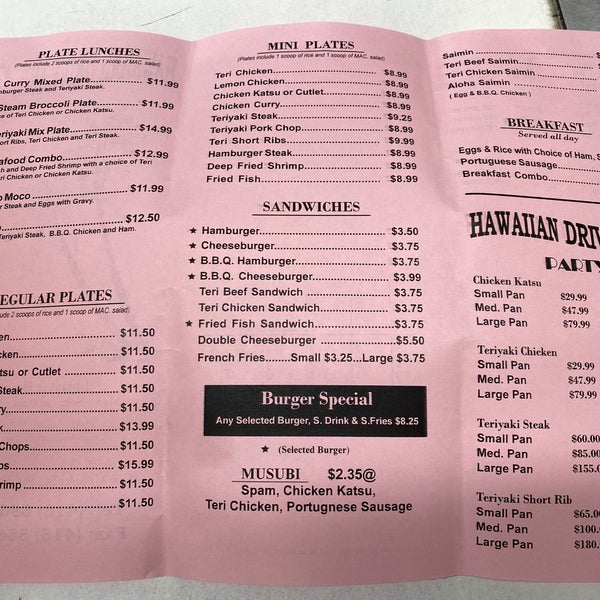 PLATE LUNCHES
(Plates include 2 scoops of rice and 1 scoop of MAC. salad)
Curry Mixed Plate $11.99
Steak and Teriyaki Steak.
Steam Broccoli Plate $11.99
of Teri Chicken or Chicken Katsu.
Mix Plate $14.99
Ribs, Teri Chicken and Teri Steak.
Combo $12.99
and Deep Fried Shrimp with a choice of Teri
Chicken or Chicken Katsu.
Moco $11.99
Steak and Eggs with Gravy.
$12.50
Teriyaki Steak, B.B.Q. Chicken and Ham.
REGULAR PLATES
2 scoops of rice and 1 scoop of MAC. salad)
$11.50
$11.50
or Cutlet $11.50
Steak $11.50
$11.50
$13.99
Chops $11.50
$15.99
$11.50
$11.50
MINI PLATES
(Plates include 1 scoop of rice and 1 scoop of MAC. salad)
Teri Chicken $8.99
Lemon Chicken $8.99
Chicken Katsu or Cutlet $8.99
Chicken Curry $8.99
Teriyaki Steak $9.25
Teriyaki Pork Chop $8.99
Teri Short Ribs $9.99
Hamburg Steak $8.99
Deep Fried Shrimp $8.99
Fried Fish $8.99
SANDWICHES
★ Hamburger $3.50
★ Cheeseburger $3.75
★ B.B.Q. Hamburger $3.75
★ B.B.Q. Cheeseburger $3.99
Teri Beef Sandwich $3.75
Teri Chicken Sandwich $3.75
★ Fried Fish Sandwich $3.75
Double Cheeseburger $5.50
French Fries.......Small $3.25...Large $3.75
Burger Special
Any Selected Burger, S. Drink & S.Fries $8.25
★ (Selected Burger)
MUSUBI $2.35@
Spam, Chicken Katsu,
Teri Chicken, Portugnese Sausage
Saimin
Teri Beef Saimin
Teri Chicken Saimin
Aloha Saimin
( Egg & B.B.Q. Chicken )
BREAKFAST
Served all day
Eggs & Rice with Choice of Ham,
Portuguese Sausage
Breakfast Combo
HAWAIIAN
PARTY
Chicken Katsu
Small Pan $29.99
Med. Pan $47.99
Large Pan $79.99
Teriyaki Chicken
Small Pan $29.99
Med. Pan $47.99
Large Pan $79.99
Teriyaki Steak
Small Pan $60.00
Med. Pan $85.00
Large Pan $155.0
Teriyaki Short Rib
Small Pan $65.00
Med. Pan $100.
Large Pan $180.